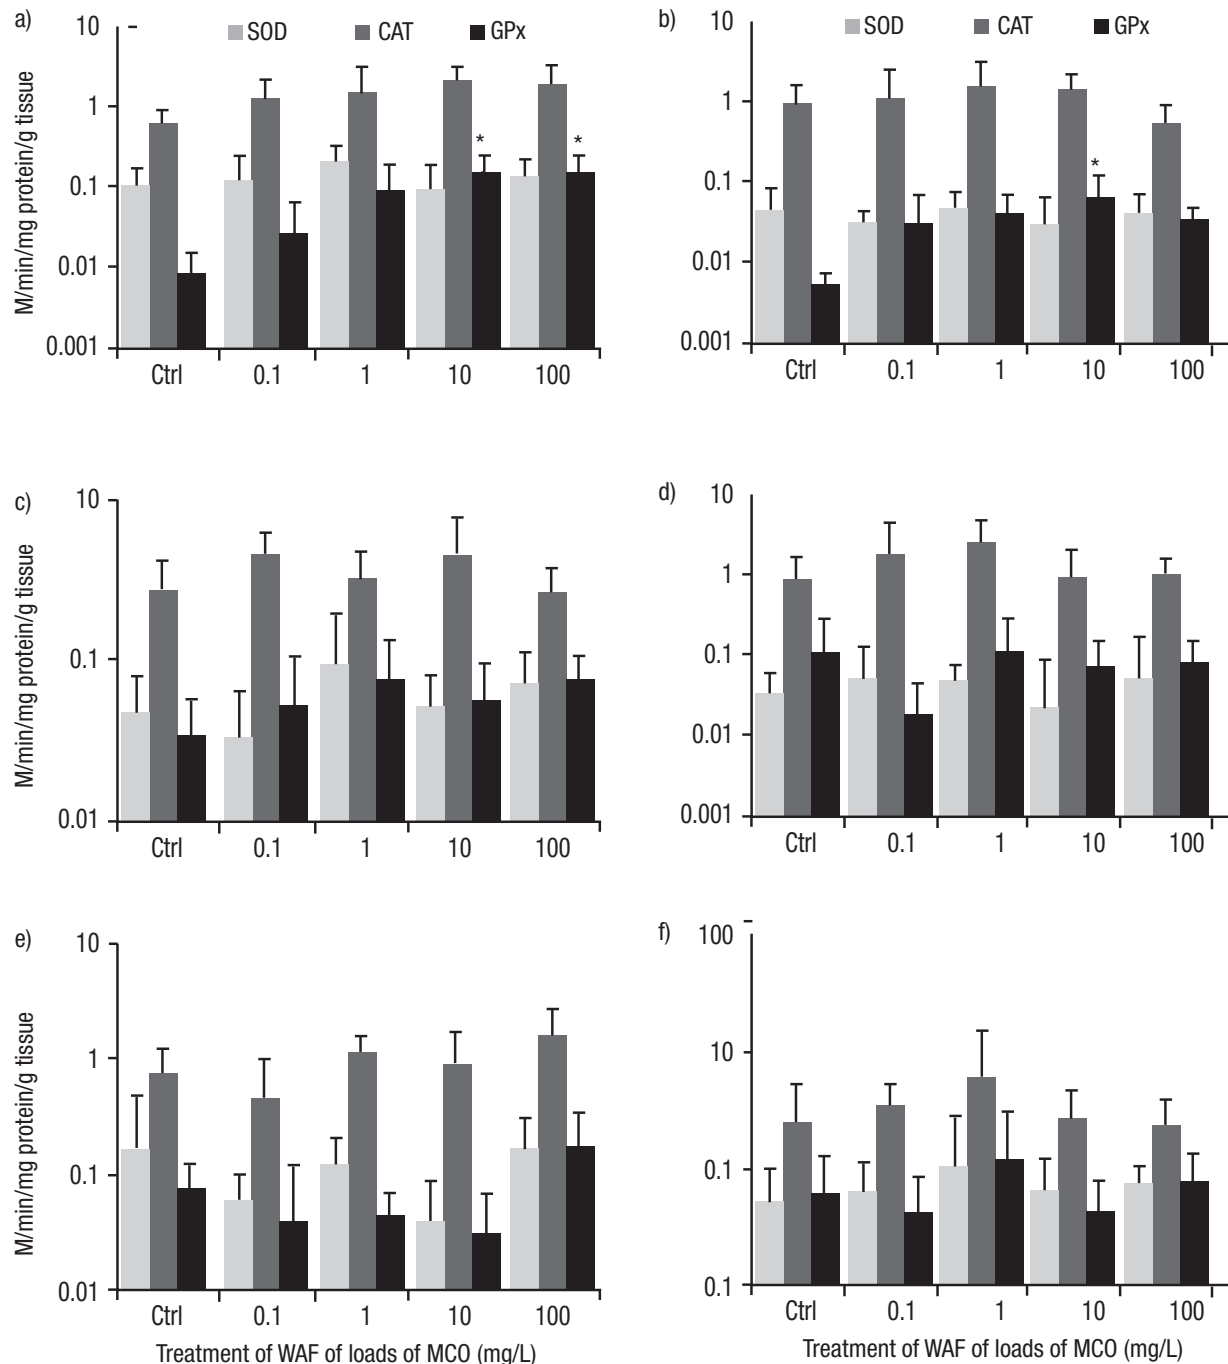 a)
SOD CAT GPx
M/min/mg protein/g tissue
10
1
0.1
0.01
0.001
Ctrl 0.1 1 10 100
* *
b)
SOD CAT GPx
10
1
0.1
0.01
0.001
Ctrl 0.1 1 10 100
*
c)
M/min/mg protein/g tissue
10
1
0.1
0.01
Ctrl 0.1 1 10 100
d)
10
1
0.1
0.01
0.001
Ctrl 0.1 1 10 100
e)
M/min/mg protein/g tissue
10
1
0.1
0.01
Ctrl 0.1 1 10 100
Treatment of WAF of loads of MCO (mg/L)
f)
100
10
0.1
0.1
Ctrl 0.1 1 10 100
Treatment of WAF of loads of MCO (mg/L)